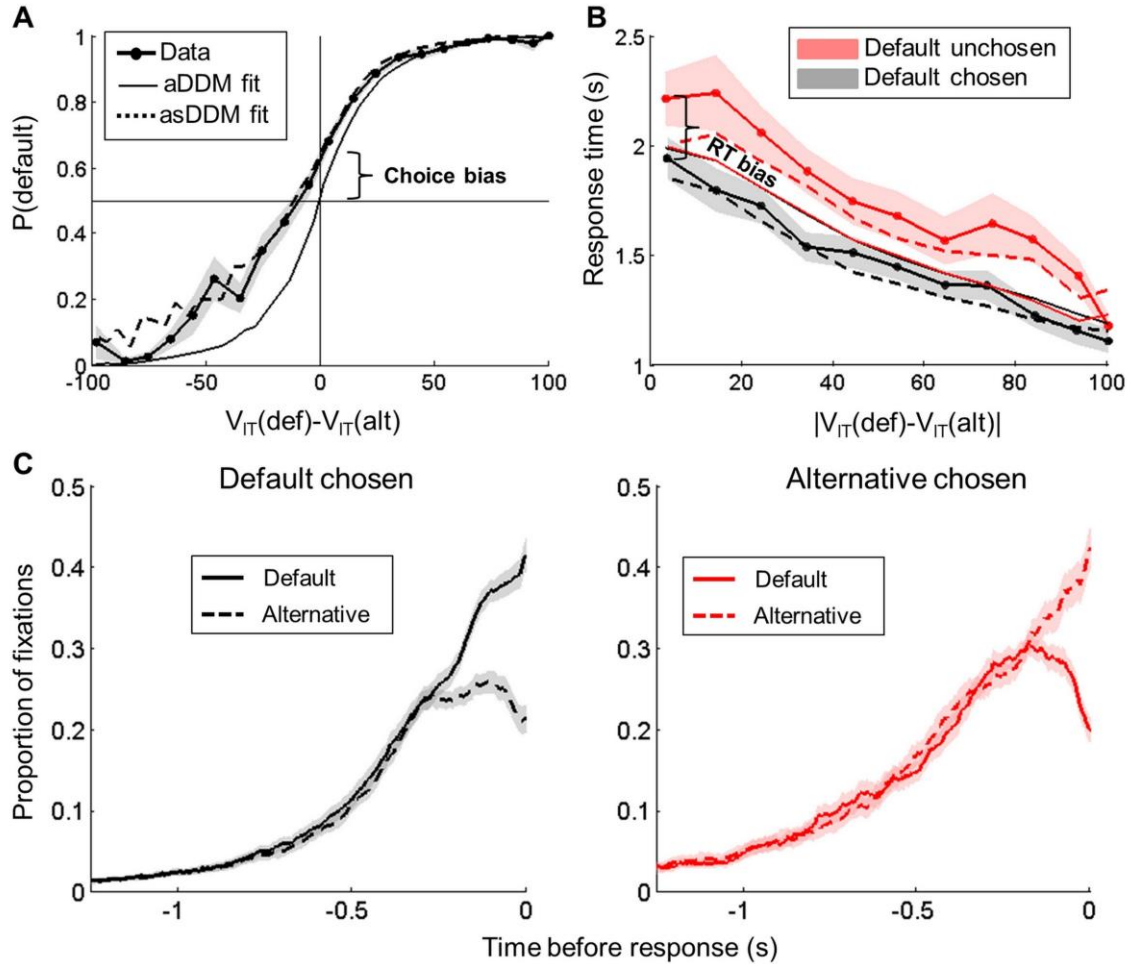 A
Data
aDDM fit
asDDM fit
Choice bias
P(default)
1
0.8
0.6
0.4
0.2
0
-100
-50
0
50
100
V_IT(def)-V_IT(alt)
B
Default unchosen
Default chosen
RT bias
Response time (s)
2.5
2
1.5
1
0
20
40
60
80
100
|V_IT(def)-V_IT(alt)|
C
Default chosen
Default
Alternative
Proportion of fixations
0.5
0.4
0.3
0.2
0.1
0
-1
-0.5
0
Alternative chosen
Default
Alternative
0.5
0.4
0.3
0.2
0.1
0
-1
-0.5
0
Time before response (s)